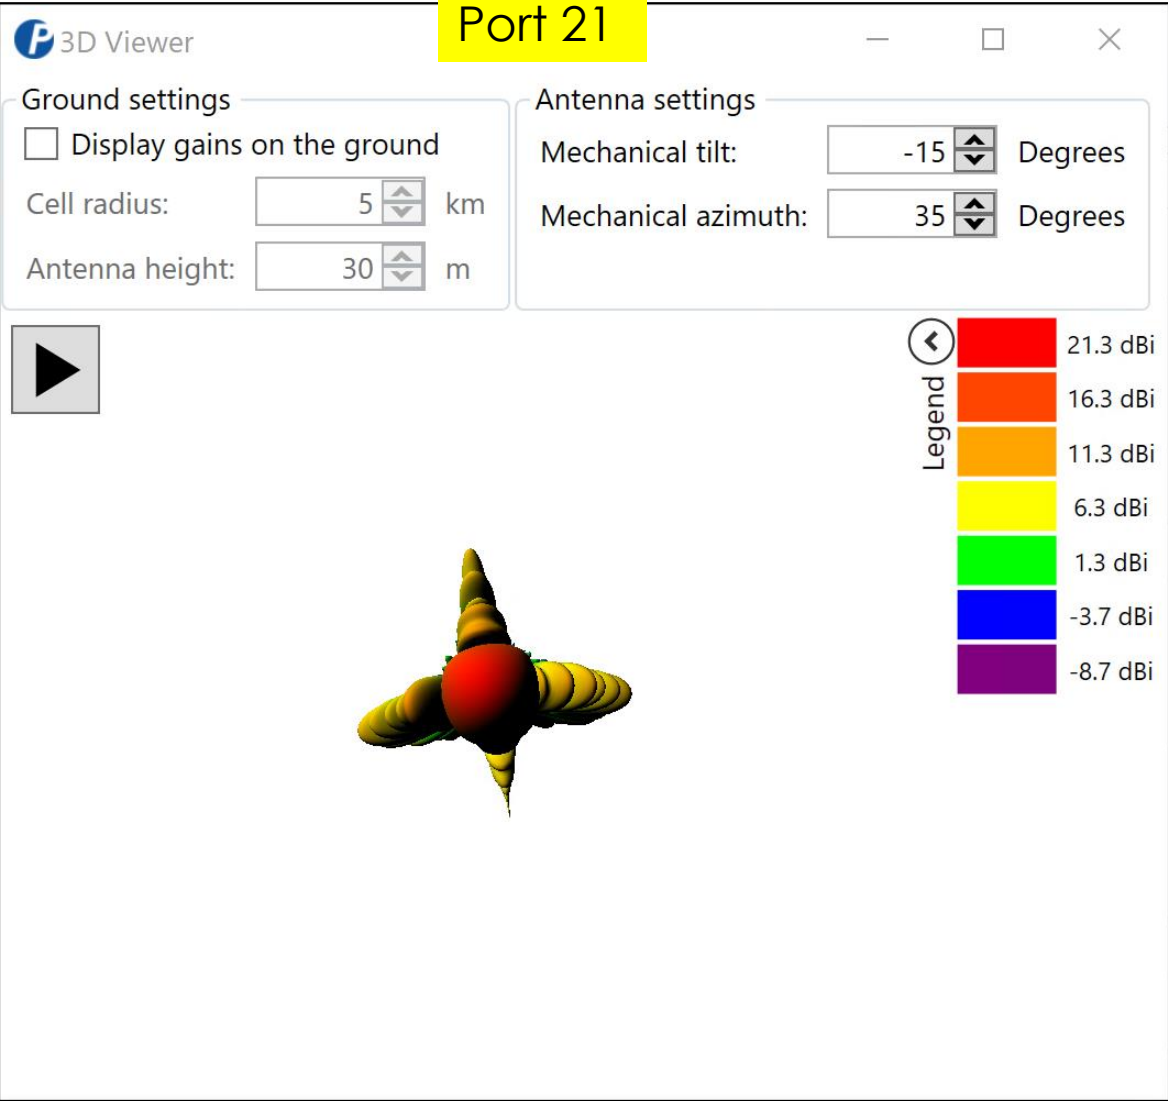 Port 21
3D Viewer
Ground settings
Display gains on the ground
Cell radius: 5 km
Antenna height: 30 m
Antenna settings
Mechanical tilt: -15 Degrees
Mechanical azimuth: 35 Degrees
Legend
21.3 dBi
16.3 dBi
11.3 dBi
6.3 dBi
1.3 dBi
-3.7 dBi
-8.7 dBi